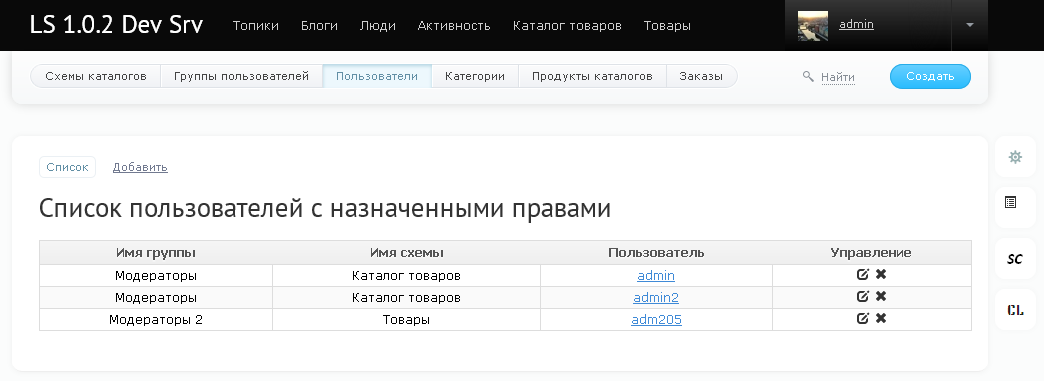 LS 1.0.2 Dev Srv Топики Блоги Люди Активность Каталог товаров Товары admin
Схемы каталогов Группы пользователей Пользователи Категории Продукты каталогов Заказы Найти Создать
Список Добавить
Список пользователей с назначенными правами
Имя группы Имя схемы Пользователь Управление
Модераторы Каталог товаров admin
Модераторы Каталог товаров admin2
SC
Модераторы 2 Товары adm205
CL